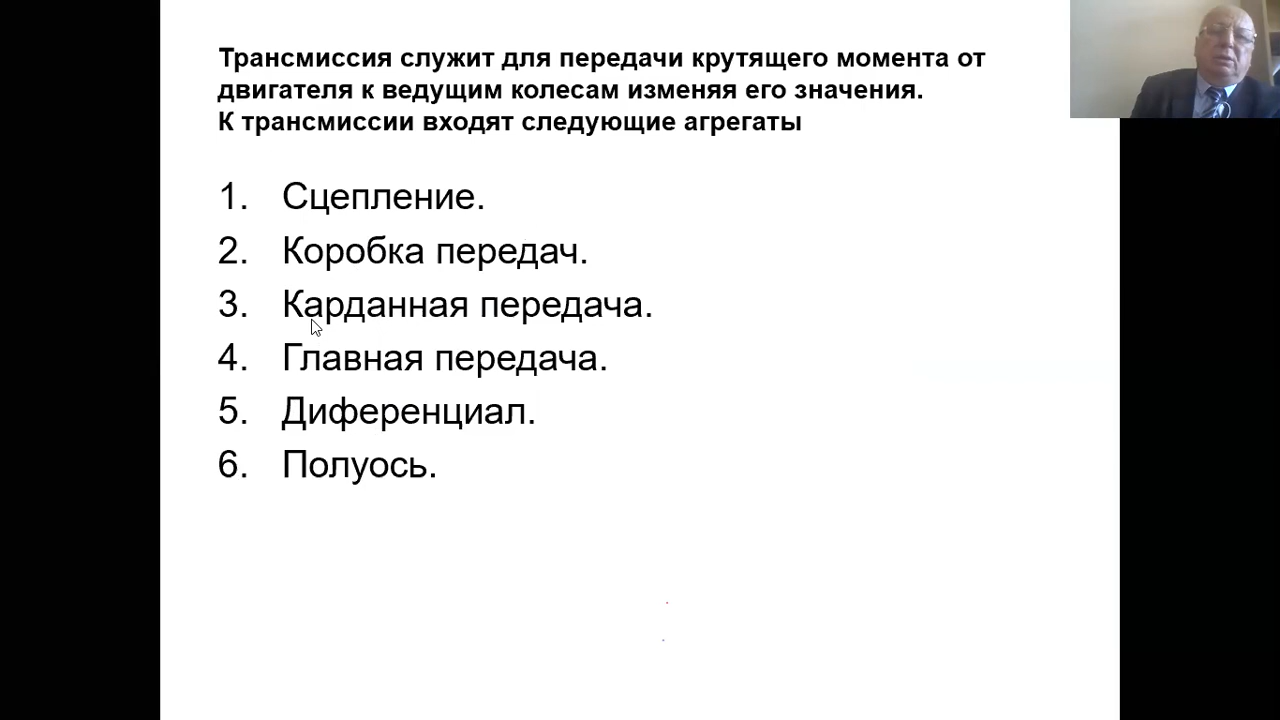 Трансмиссия служит для передачи крутящего момента от
двигателя к ведущим колесам изменяя его значения.
К трансмиссии входят следующие агрегаты
1. Сцепление.
2. Коробка передач.
3. Карданная передача.
4. Главная передача.
5. Диференциал.
6. Полуось.